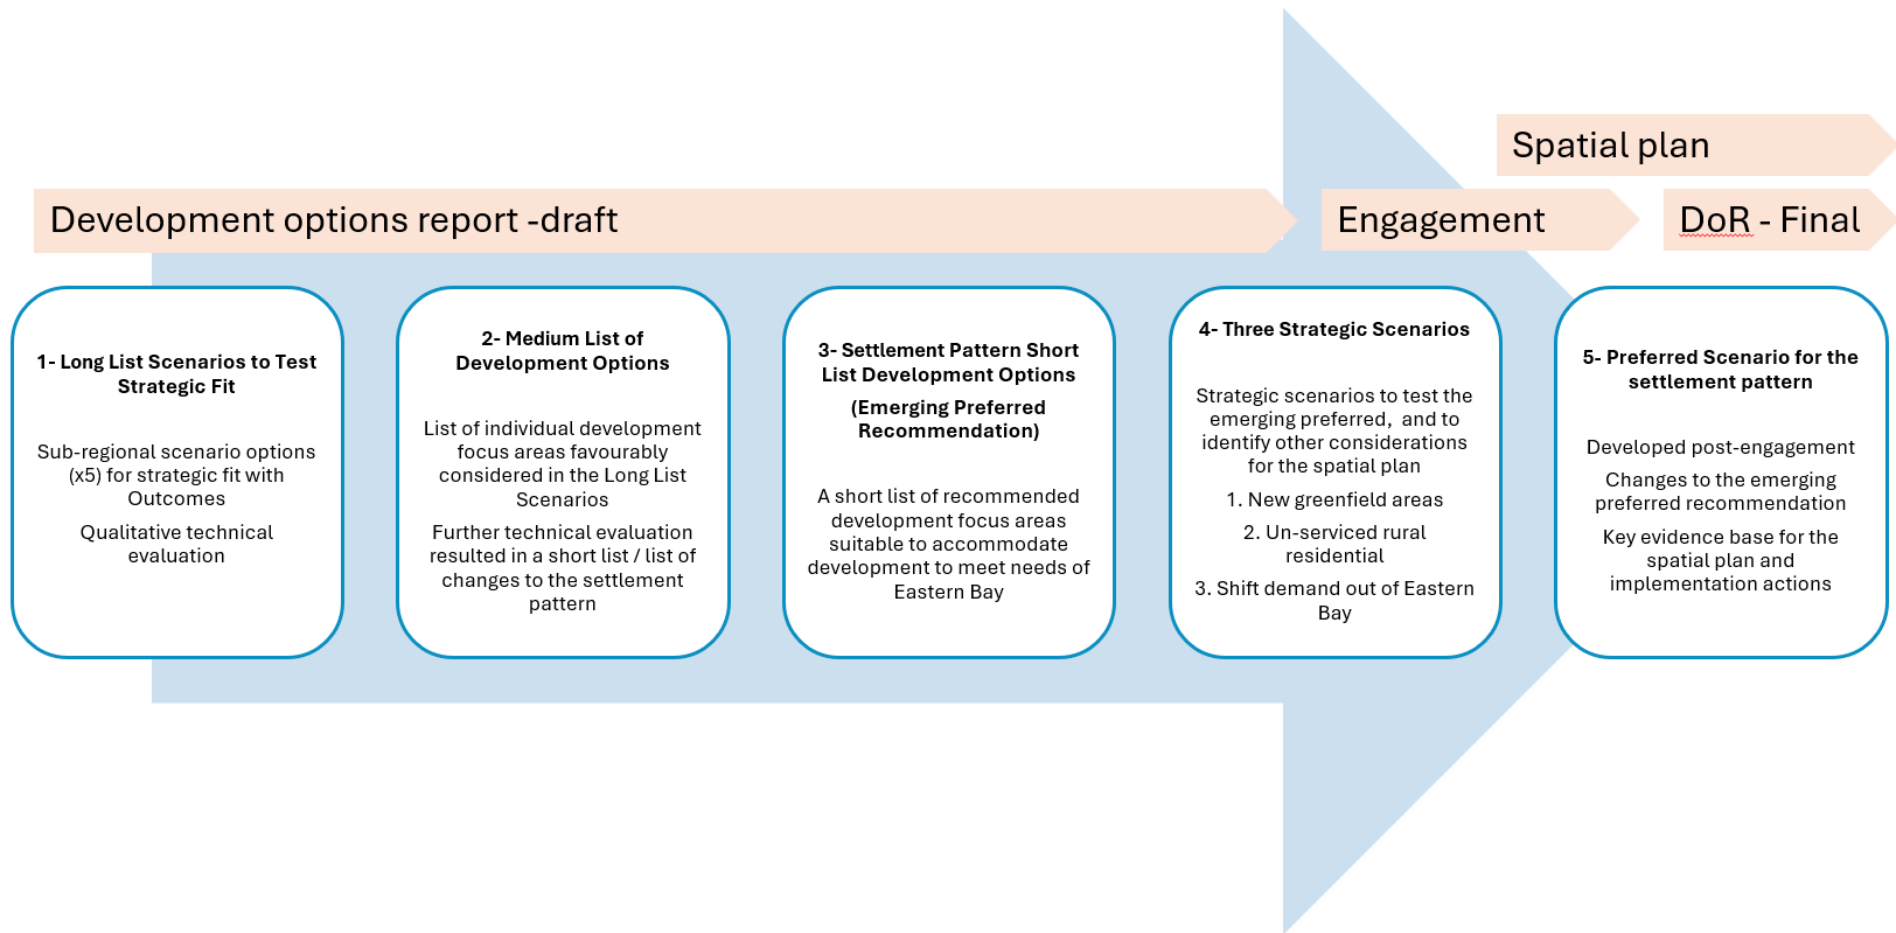 Spatial plan
Development options report -draft
Engagement
DoR - Final
1- Long List Scenarios to Test
Strategic Fit
Sub-regional scenario options
(x5) for strategic fit with
Outcomes
Qualitative technical
evaluation
2- Medium List of
Development Options
List of individual development
focus areas favourably
considered in the Long List
Scenarios
Further technical evaluation
resulted in a short list / list of
changes to the settlement
pattern
3- Settlement Pattern Short
List Development Options
(Emerging Preferred
Recommendation)
A short list of recommended
development focus areas
suitable to accommodate
development to meet needs of
Eastern Bay
4- Three Strategic Scenarios
Strategic scenarios to test the
emerging preferred,  and to
identify other considerations
for the spatial plan
1. New greenfield areas
2. Un-serviced rural
residential
3. Shift demand out of Eastern
Bay
5- Preferred Scenario for the
settlement pattern
Developed post-engagement
Changes to the emerging
preferred recommendation
Key evidence base for the
spatial plan and
implementation actions